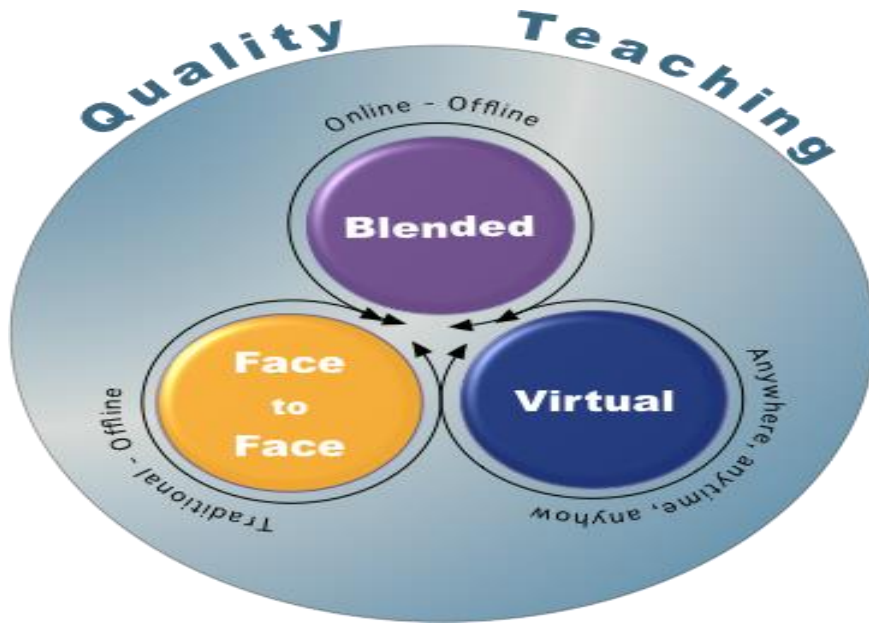 Quality Teaching
Online - Offline
Blended
Face
to
Face
Traditional - Offline
Virtual
Anywhere, anytime, anyhow